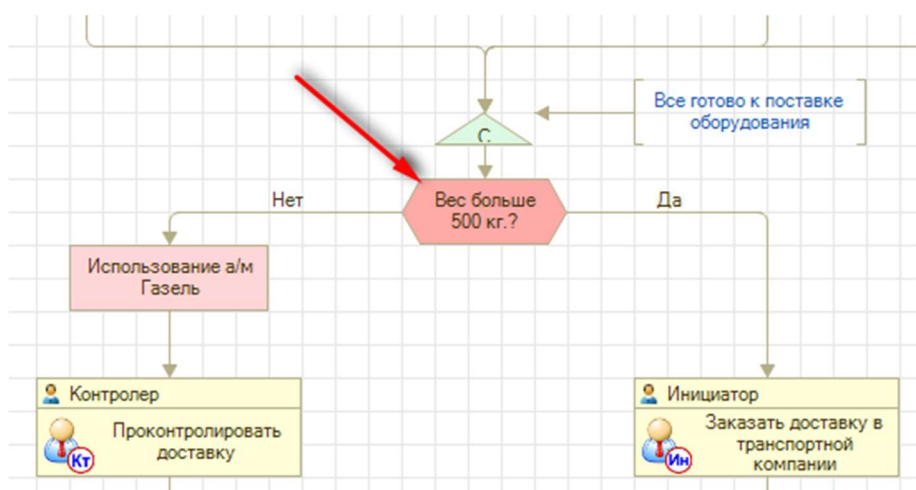 Все готово к поставке
оборудования
С
Вес больше
500 кг.?
Нет
Да
Использование а/м
Газель
Контролер
Проконтролировать
доставку
Кт
Инициатор
Заказать доставку в
транспортной
компании
Ин